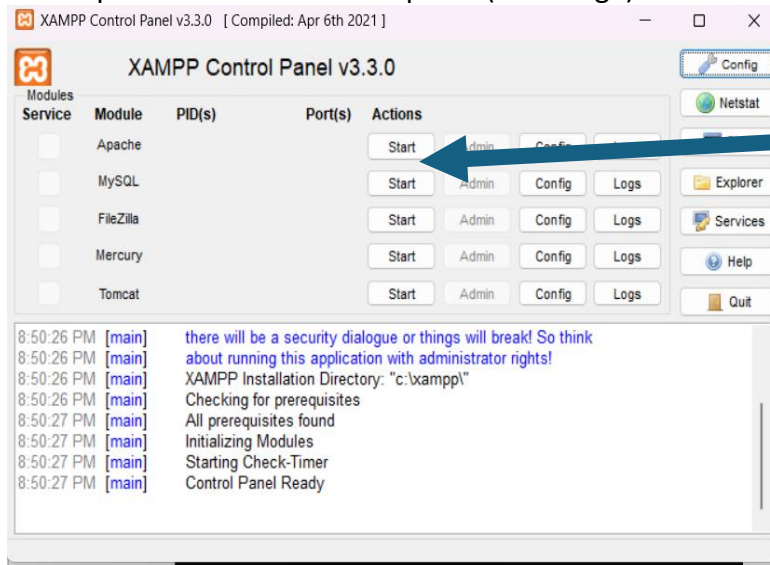 XAMPP Control Panel v3.3.0 [ Compiled: Apr 6th 2021 ]
XAMPP Control Panel v3.3.0
Config
Modules
Service Module PID(s) Port(s) Actions
Netstat
Apache Start
MySQL Start Admin Config Logs Explorer
FileZilla Start Admin Config Logs Services
Mercury Start Admin Config Logs Help
Tomcat Start Admin Config Logs Quit
8:50:26 PM [main] there will be a security dialogue or things will break! So think
8:50:26 PM [main] about running this application with administrator rights!
8:50:26 PM [main] XAMPP Installation Directory: "c:\xampp\"
8:50:26 PM [main] Checking for prerequisites
8:50:27 PM [main] All prerequisites found
8:50:27 PM [main] Initializing Modules
8:50:27 PM [main] Starting Check-Timer
8:50:27 PM [main] Control Panel Ready